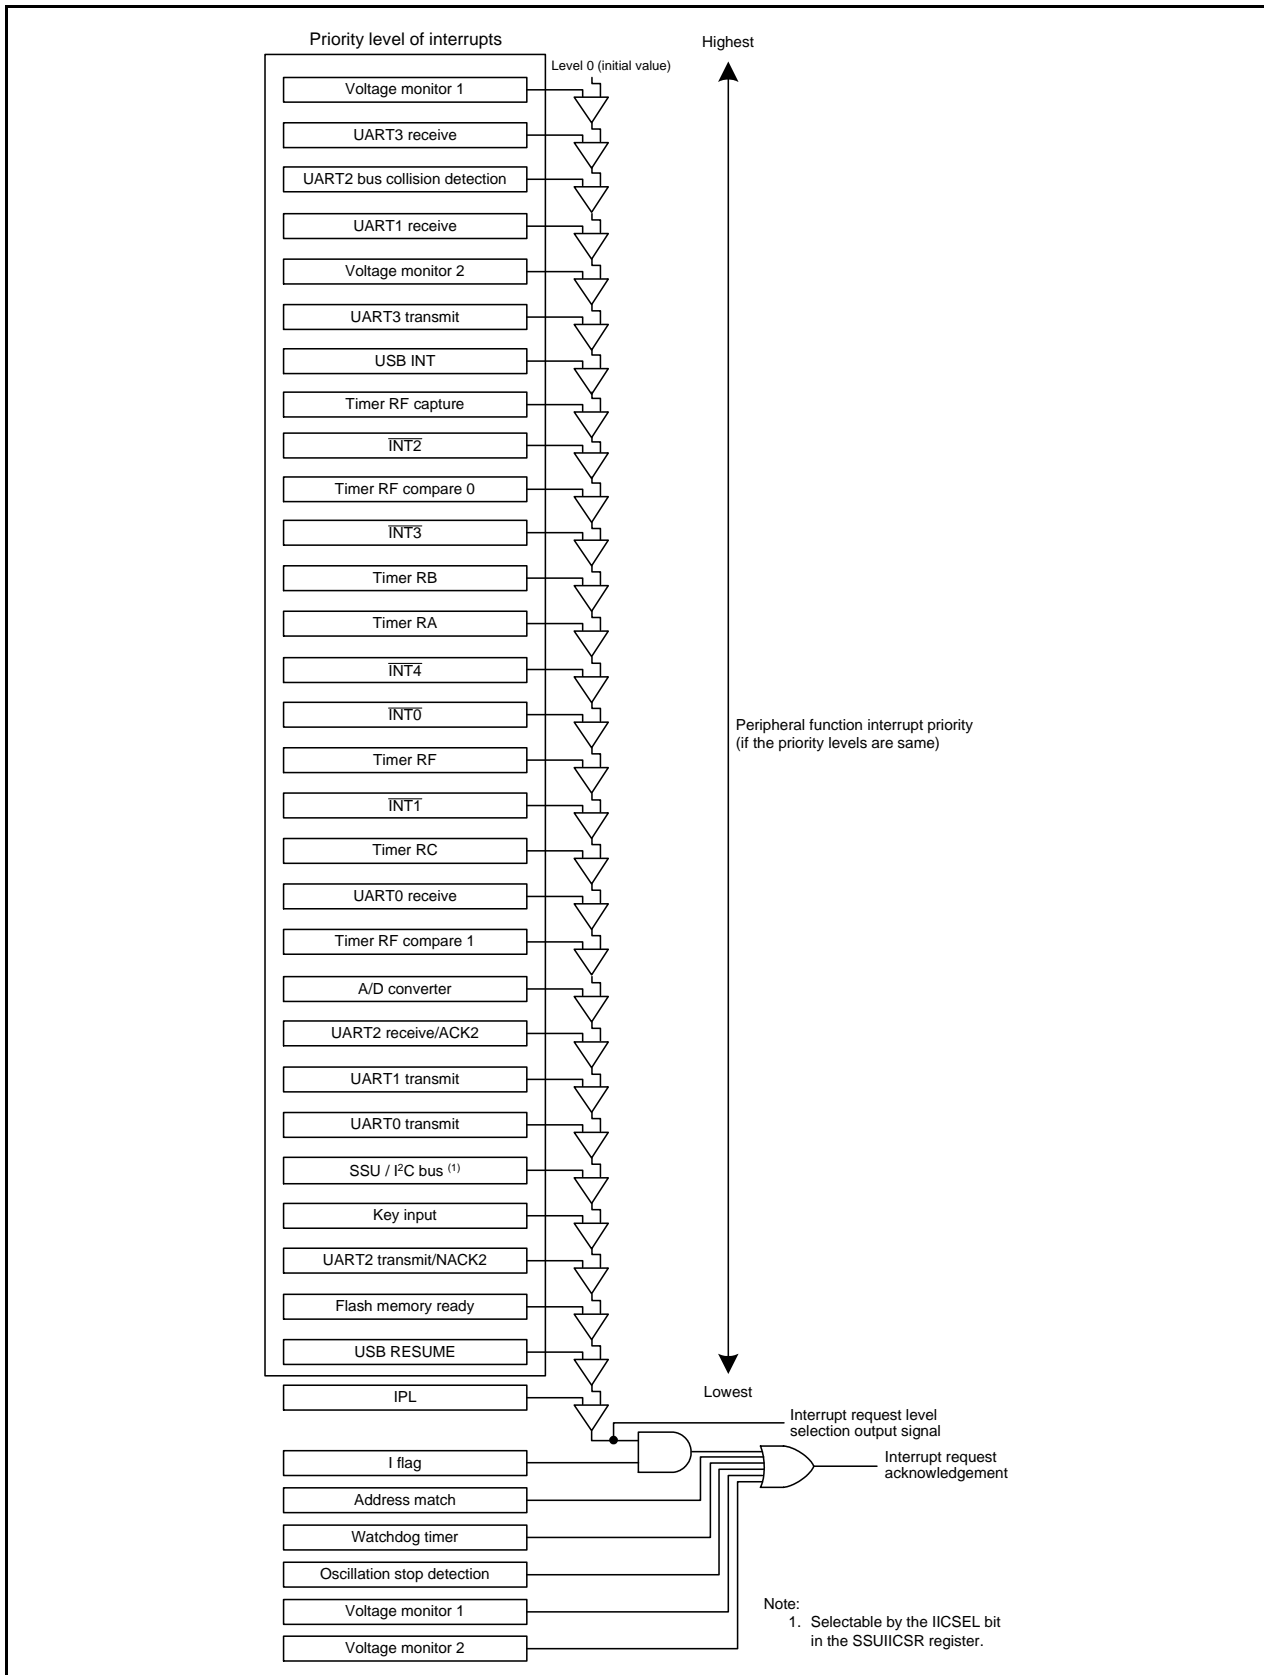 Priority level of interrupts
Highest
Level 0 (initial value)
Voltage monitor 1
UART3 receive
UART2 bus collision detection
UART1 receive
Voltage monitor 2
UART3 transmit
USB INT
Timer RF capture
INT2
Timer RF compare 0
INT3
Timer RB
Timer RA
INT4
INT0
Peripheral function interrupt priority
(if the priority levels are same)
Timer RF
INT1
Timer RC
UART0 receive
Timer RF compare 1
A/D converter
UART2 receive/ACK2
UART1 transmit
UART0 transmit
SSU / I²C bus (1)
Key input
UART2 transmit/NACK2
Flash memory ready
USB RESUME
Lowest
IPL
Interrupt request level
selection output signal
I flag
Interrupt request
acknowledgement
Address match
Watchdog timer
Oscillation stop detection
Voltage monitor 1
Voltage monitor 2
Note:
1. Selectable by the IICSEL bit
in the SSUIICSR register.